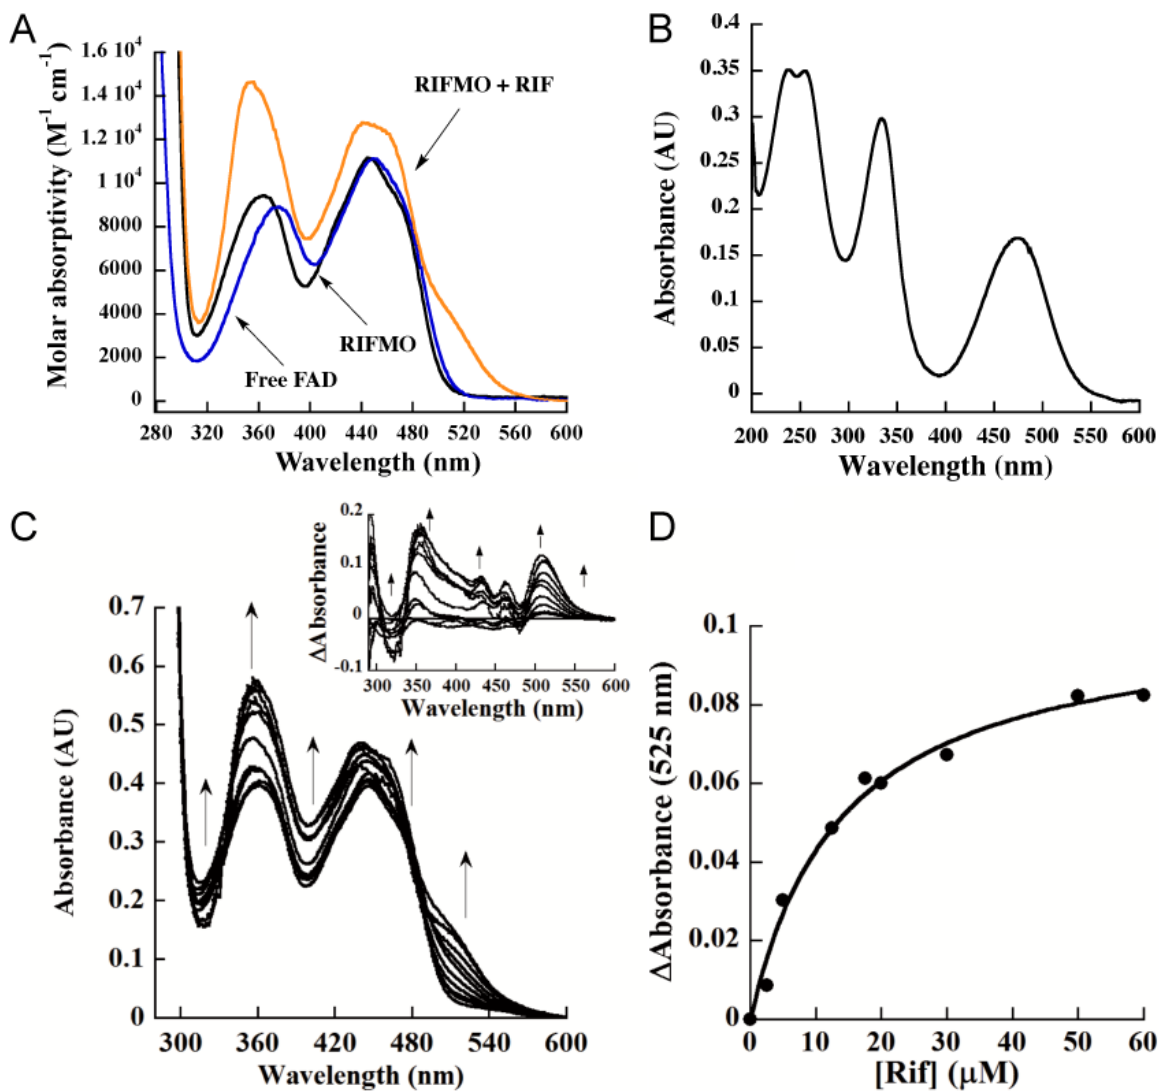 A
Molar absorptivity (M⁻¹ cm⁻¹)
1.6 10⁴
1.4 10⁴
1.2 10⁴
1 10⁴
8000
6000
4000
2000
0
RIFMO + RIF
RIFMO
Free FAD
280 320 360 400 440 480 520 560 600
Wavelength (nm)
B
Absorbance (AU)
0.4
0.35
0.3
0.25
0.2
0.15
0.1
0.05
0
200 250 300 350 400 450 500 550 600
Wavelength (nm)
C
Absorbance (AU)
0.7
0.6
0.5
0.4
0.3
0.2
0.1
0
300 360 420 480 540 600
Wavelength (nm)
ΔAbsorbance
0.2
0.1
0
-0.1
300 350 400 450 500 550 600
Wavelength (nm)
D
ΔAbsorbance (525 nm)
0.1
0.08
0.06
0.04
0.02
0
0 10 20 30 40 50 60
[Rif] (μM)